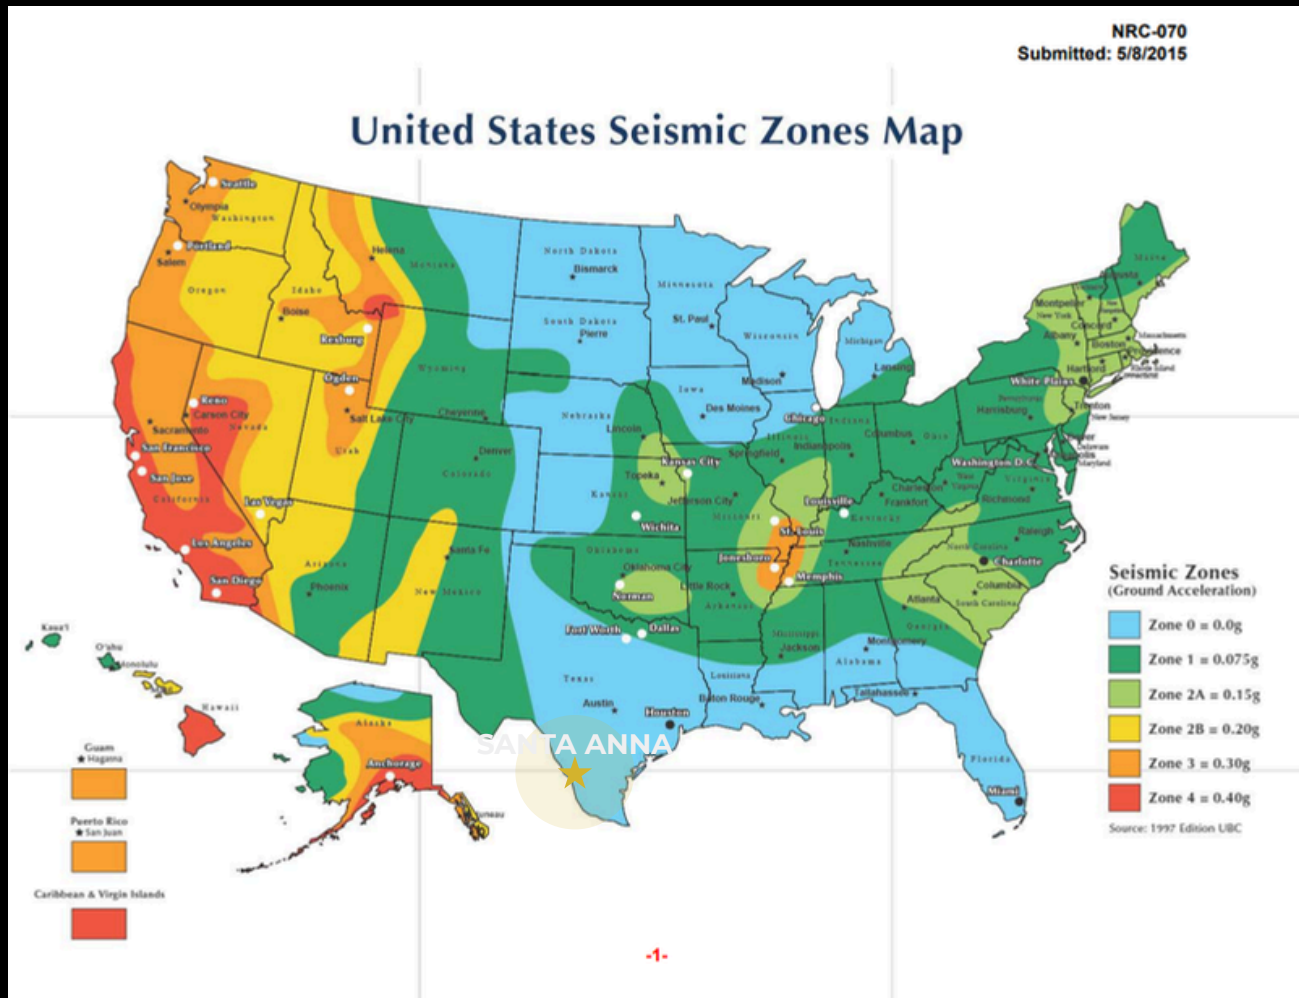 NRC-070
Submitted: 5/8/2015
United States Seismic Zones Map
Seattle
Olympia
Washington
Portland
Salem
Oregon
Idaho
Boise
Helena
Montana
Rexburg
Ogden
Salt Lake City
Utah
Reno
Carson City
Nevada
Sacramento
San Francisco
San Jose
California
Las Vegas
Los Angeles
San Diego
Arizona
Phoenix
Wyoming
Cheyenne
Denver
Colorado
Santa Fe
New Mexico
North Dakota
Bismarck
South Dakota
Pierre
Nebraska
Lincoln
Kansas
Topeka
Wichita
Oklahoma
Oklahoma City
Norman
Fort Worth
Dallas
Texas
Austin
Houston
SANTA ANNA
Minnesota
St. Paul
Iowa
Des Moines
Kansas City
Jefferson City
Missouri
St. Louis
Jonesboro
Little Rock
Arkansas
Louisiana
Baton Rouge
Wisconsin
Madison
Michigan
Lansing
Chicago
Illinois
Springfield
Indiana
Indianapolis
Ohio
Columbus
Louisville
Kentucky
Frankfort
Nashville
Tennessee
Memphis
Mississippi
Jackson
Alabama
Montgomery
Georgia
Atlanta
Tallahassee
Florida
Miami
South Carolina
Columbia
North Carolina
Charlotte
Raleigh
Virginia
Richmond
West
Virginia
Washington D.C.
Maryland
Delaware
Pennsylvania
Harrisburg
New Jersey
Trenton
White Plains
New York
Albany
Montpelier
Concord
Boston
Massachusetts
Providence
Rhode Island
Hartford
Maine
Augusta
Kaua'i
O'ahu
Honolulu
Hawaii
Alaska
Anchorage
Juneau
Guam
Hagatna
Puerto Rico
San Juan
Caribbean & Virgin Islands
Seismic Zones
(Ground Acceleration)
Zone 0 = 0.0g
Zone 1 = 0.075g
Zone 2A = 0.15g
Zone 2B = 0.20g
Zone 3 = 0.30g
Zone 4 = 0.40g
Source: 1997 Edition UBC
-1-